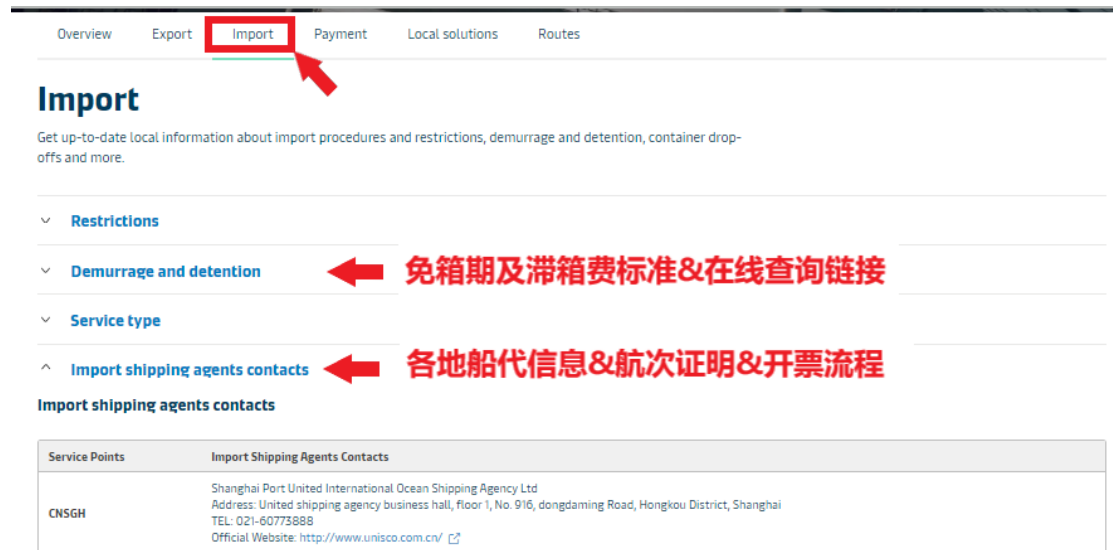 Overview Export Import Payment Local solutions Routes
Import
Get up-to-date local information about import procedures and restrictions, demurrage and detention, container drop-
offs and more.
Restrictions
Demurrage and detention 免箱期及滞箱费标准&在线查询链接
Service type
Import shipping agents contacts 各地船代信息&航次证明&开票流程
Import shipping agents contacts
Service Points Import Shipping Agents Contacts
Shanghai Port United International Ocean Shipping Agency Ltd
Address: United shipping agency business hall, floor 1, No. 916, dongdaming Road, Hongkou District, Shanghai
CNSGH
TEL: 021-60773888
Official Website: http://www.unisco.com.cn/